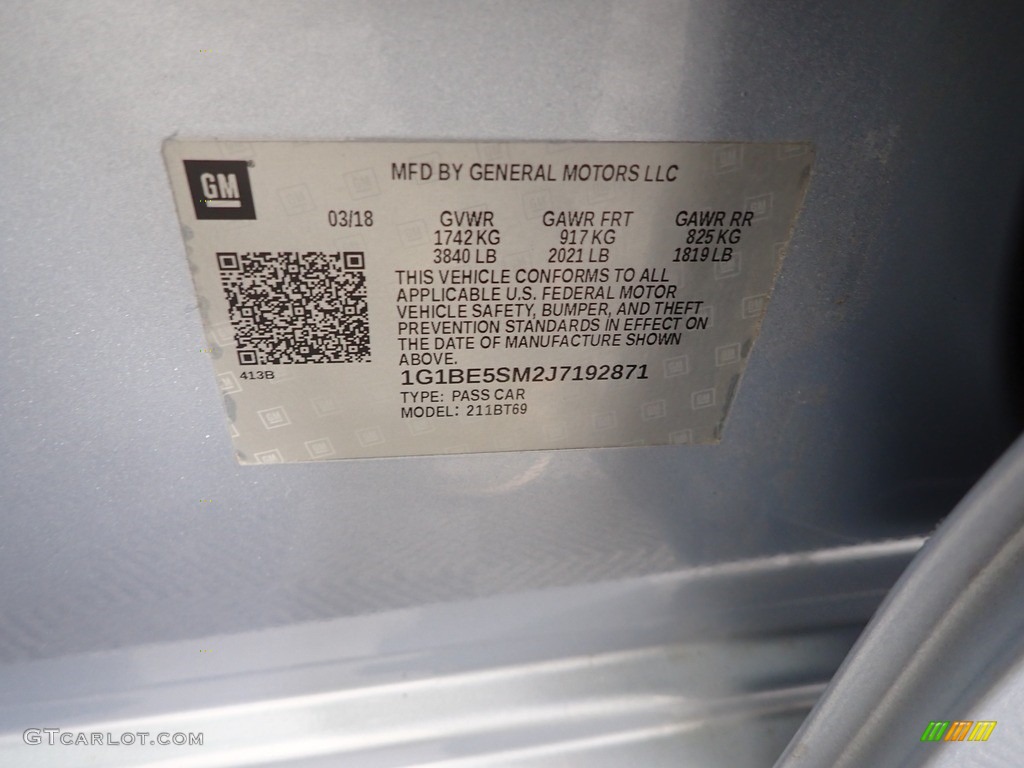 GM
MFD BY GENERAL MOTORS LLC
03/18 GVWR GAWR FRT GAWR RR
1742 KG 917 KG 825 KG
3840 LB 2021 LB 1819 LB
THIS VEHICLE CONFORMS TO ALL
APPLICABLE U.S. FEDERAL MOTOR
VEHICLE SAFETY, BUMPER, AND THEFT
PREVENTION STANDARDS IN EFFECT ON
THE DATE OF MANUFACTURE SHOWN
ABOVE.
413B
1G1BE5SM2J7192871
TYPE: PASS CAR
MODEL: 211BT69
GTCARLOT.COM